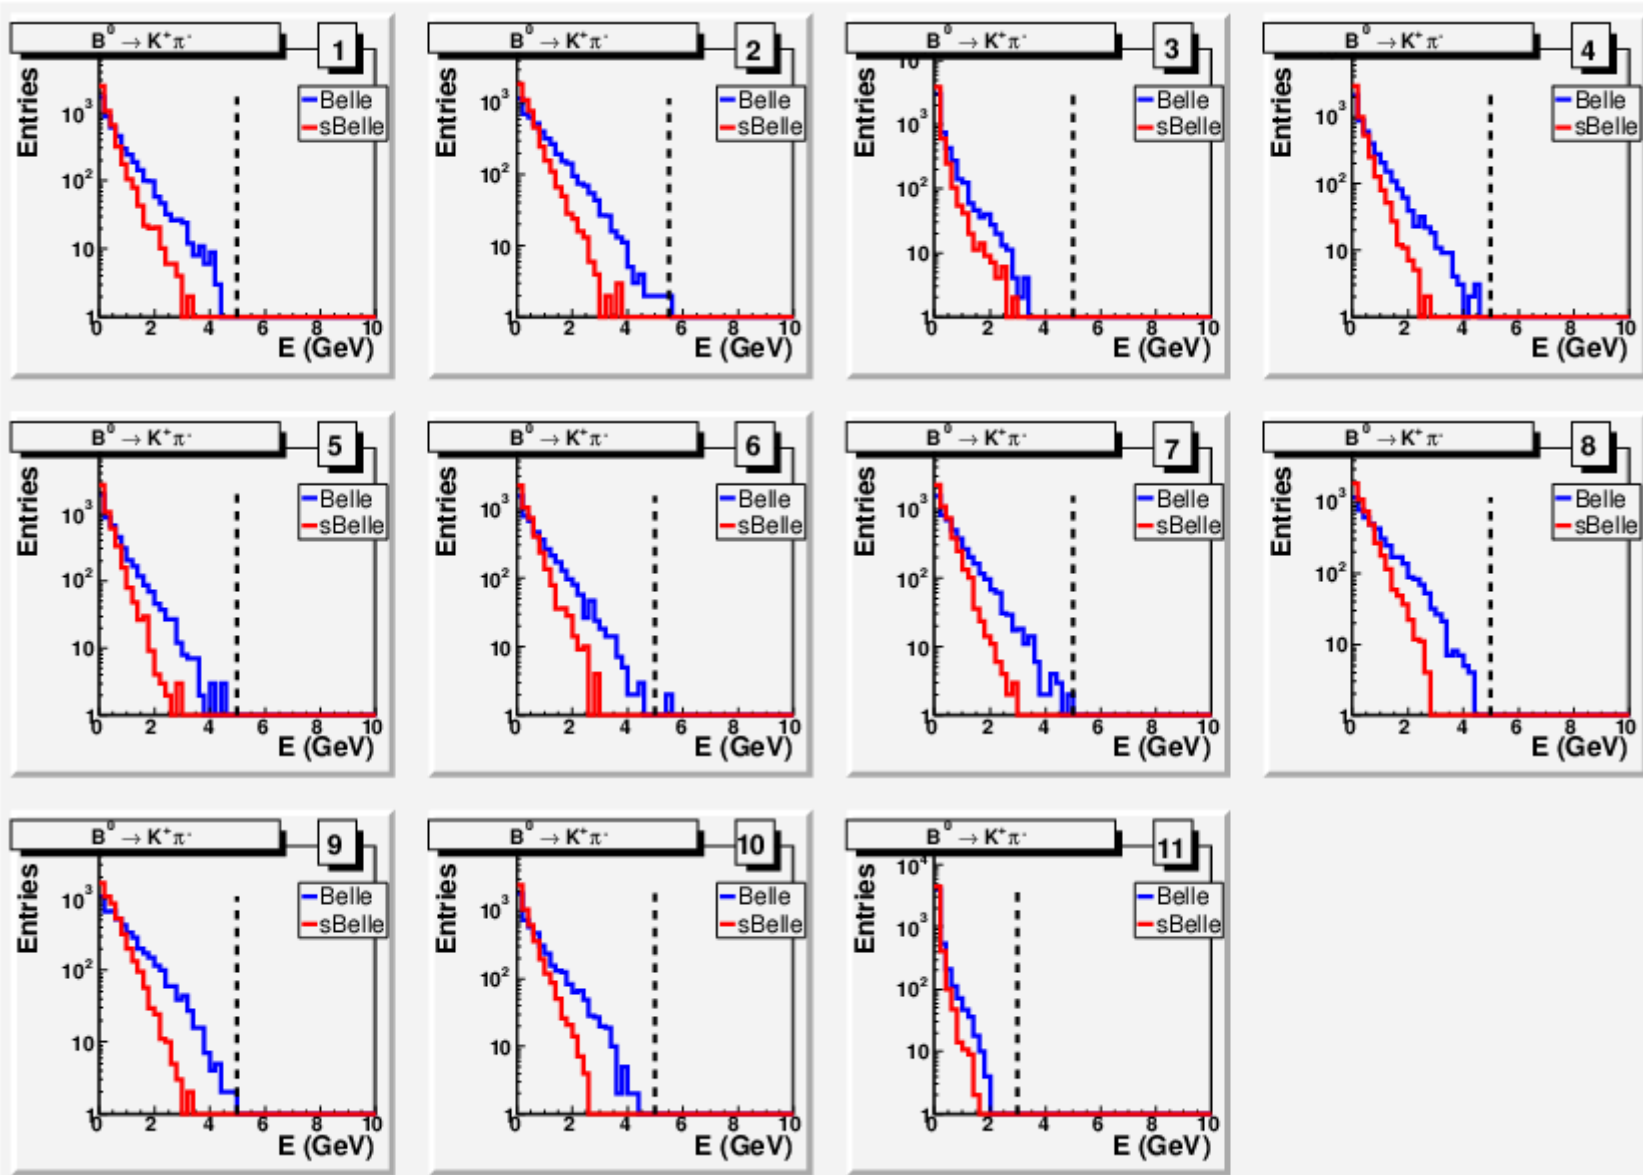 B⁰ → K⁺π⁻ 1
Entries
10³
10²
10
1
Belle
sBelle
0 2 4 6 8 10
E (GeV)
B⁰ → K⁺π⁻ 2
Entries
10³
10²
10
1
Belle
sBelle
0 2 4 6 8 10
E (GeV)
B⁰ → K⁺π⁻ 3
Entries
10³
10²
10
1
Belle
sBelle
0 2 4 6 8 10
E (GeV)
B⁰ → K⁺π⁻ 4
Entries
10³
10²
10
1
Belle
sBelle
0 2 4 6 8 10
E (GeV)
B⁰ → K⁺π⁻ 5
Entries
10³
10²
10
1
Belle
sBelle
0 2 4 6 8 10
E (GeV)
B⁰ → K⁺π⁻ 6
Entries
10³
10²
10
1
Belle
sBelle
0 2 4 6 8 10
E (GeV)
B⁰ → K⁺π⁻ 7
Entries
10³
10²
10
1
Belle
sBelle
0 2 4 6 8 10
E (GeV)
B⁰ → K⁺π⁻ 8
Entries
10³
10²
10
1
Belle
sBelle
0 2 4 6 8 10
E (GeV)
B⁰ → K⁺π⁻ 9
Entries
10³
10²
10
1
Belle
sBelle
0 2 4 6 8 10
E (GeV)
B⁰ → K⁺π⁻ 10
Entries
10³
10²
10
1
Belle
sBelle
0 2 4 6 8 10
E (GeV)
B⁰ → K⁺π⁻ 11
Entries
10⁴
10³
10²
10
1
Belle
sBelle
0 2 4 6 8 10
E (GeV)